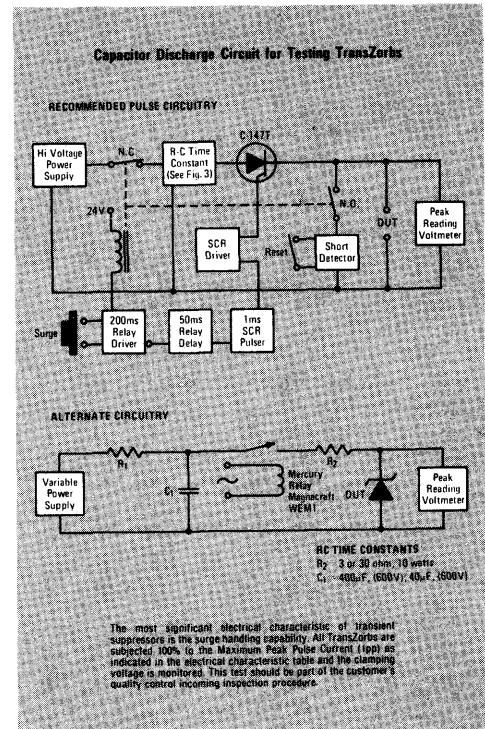 Capacitor Discharge Circuit for Testing TransZorbs
RECOMMENDED PULSE CIRCUITRY
Hi Voltage
Power
Supply
N.C.
R-C Time
Constant
(See Fig. 3)
C-147T
24V
N.O.
DUT
Peak
Reading
Voltmeter
SCR
Driver
Reset
Short
Detector
Surge
200ms
Relay
Driver
50ms
Relay
Delay
1ms
SCR
Pulser
ALTERNATE CIRCUITRY
R1
R2
Variable
Power
Supply
C1
Mercury
Relay
Magnacraft
WEM1
DUT
Peak
Reading
Voltmeter
RC TIME CONSTANTS
R2 3 or 30 ohm, 10 watts
C1 400µF, (600V); 40µF, (600V)
The most significant electrical characteristic of transient
suppressors is the surge handling capability. All TransZorbs are
subjected 100% to the Maximum Peak Pulse Current (Ipp) as
indicated in the electrical characteristic table and the clamping
voltage is monitored. This test should be part of the customer's
quality control incoming inspection procedure.